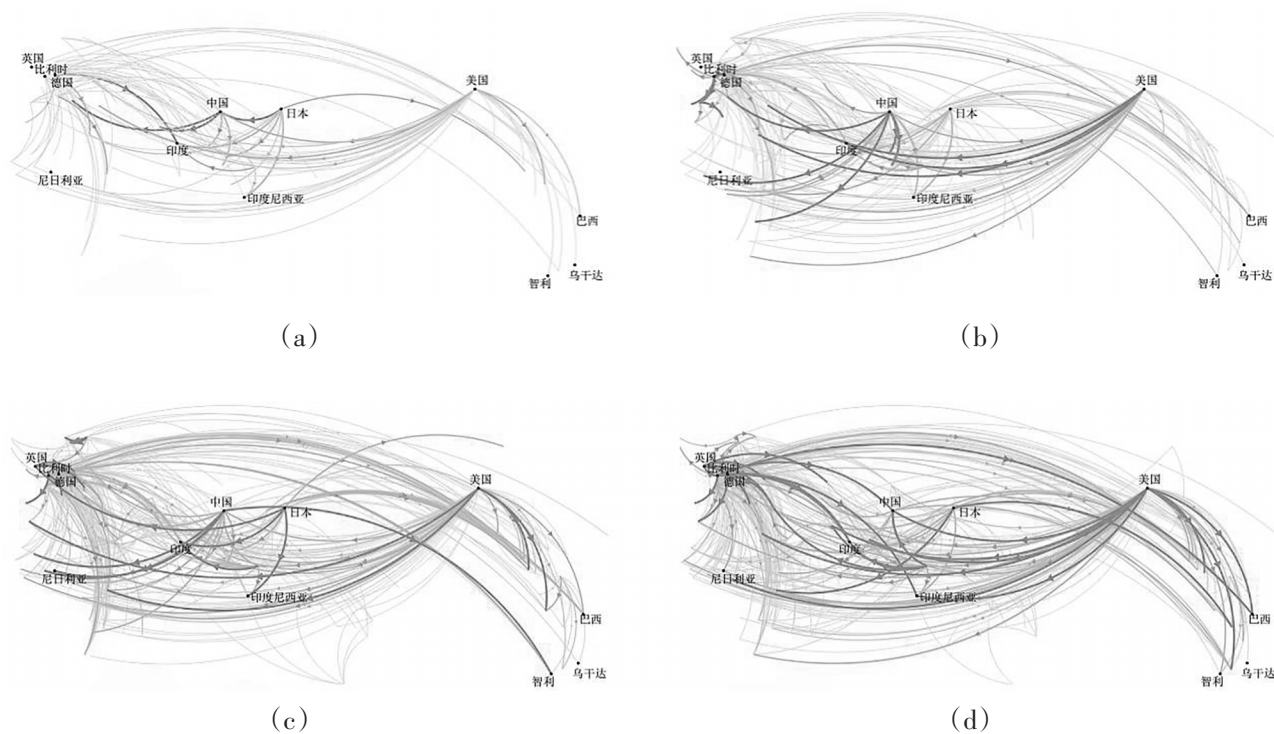 英国
比利时
德国
中国
日本
美国
印度
尼日利亚
印度尼西亚
巴西
智利
乌干达
(a)
英国
比利时
德国
中国
日本
美国
印度
尼日利亚
印度尼西亚
巴西
智利
乌干达
(b)
英国
比利时
德国
中国
日本
美国
印度
尼日利亚
印度尼西亚
巴西
智利
乌干达
(c)
英国
比利时
德国
中国
日本
美国
印度
尼日利亚
印度尼西亚
巴西
智利
乌干达
(d)